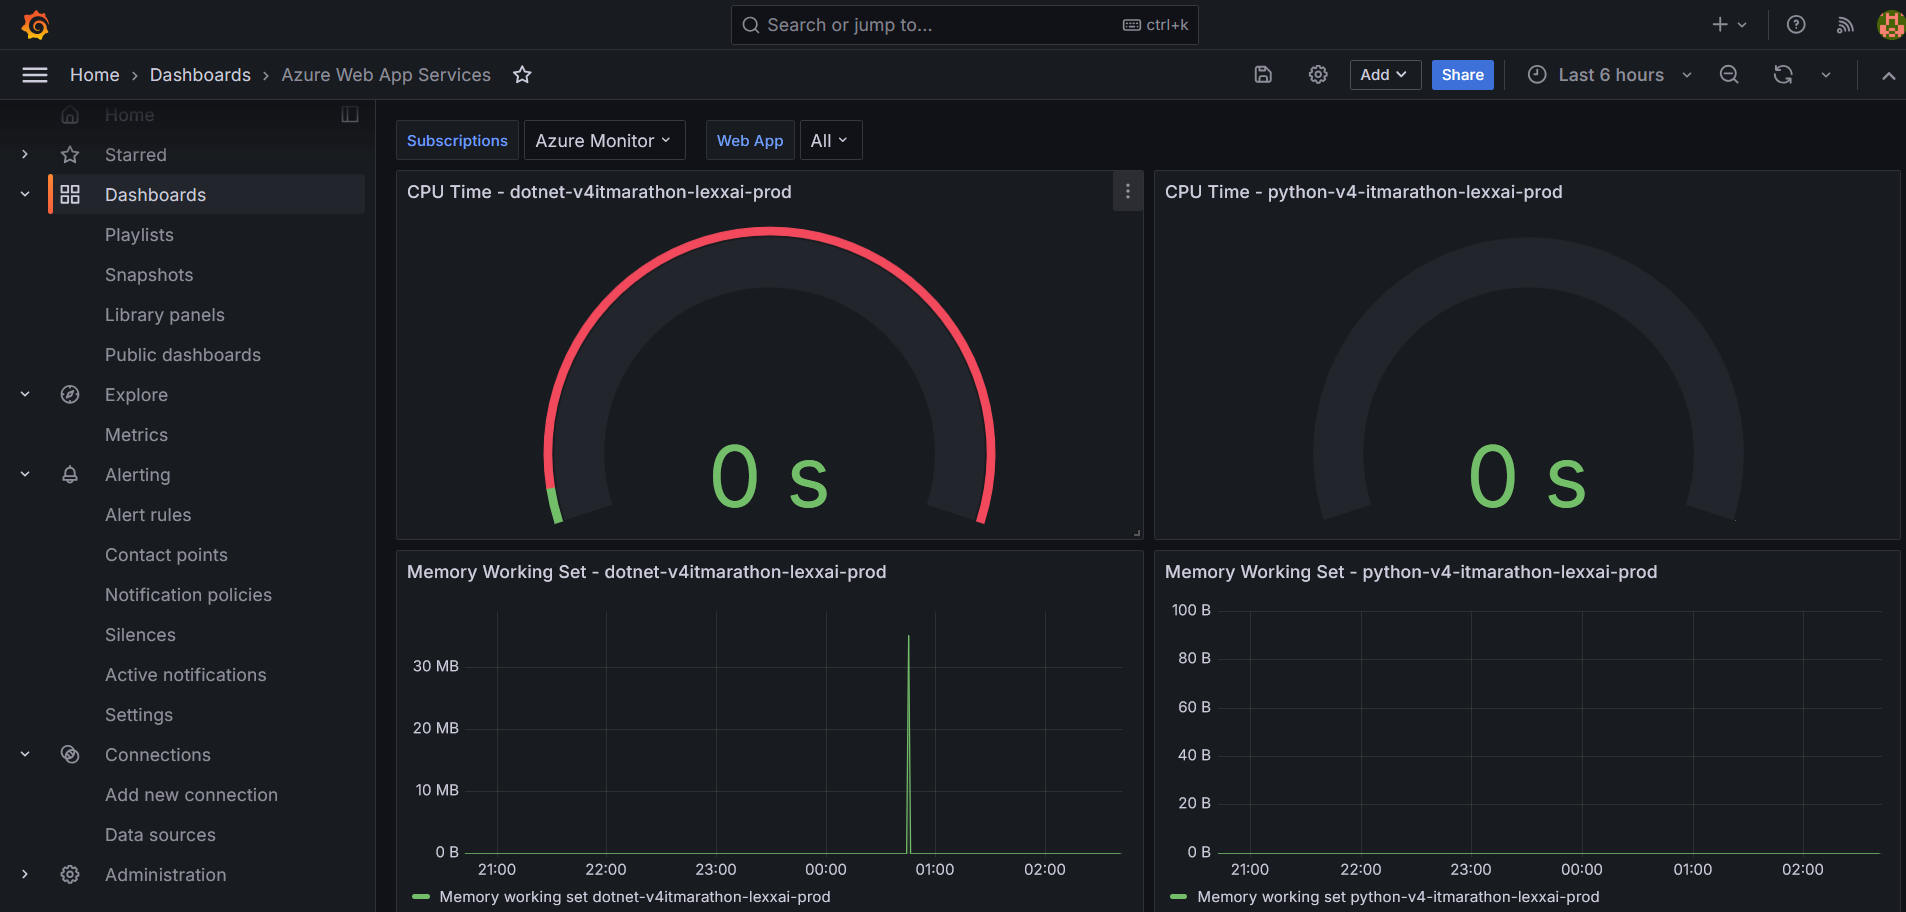 Search or jump to... ctrl+k
Home › Dashboards › Azure Web App Services
Add
Share
Last 6 hours
Home
Starred
Dashboards
Playlists
Snapshots
Library panels
Public dashboards
Explore
Metrics
Alerting
Alert rules
Contact points
Notification policies
Silences
Active notifications
Settings
Connections
Add new connection
Data sources
Administration
Subscriptions Azure Monitor Web App All
CPU Time - dotnet-v4itmarathon-lexxai-prod
0 s
CPU Time - python-v4-itmarathon-lexxai-prod
0 s
Memory Working Set - dotnet-v4itmarathon-lexxai-prod
30 MB
20 MB
10 MB
0 B
21:00 22:00 23:00 00:00 01:00 02:00
Memory working set dotnet-v4itmarathon-lexxai-prod
Memory Working Set - python-v4-itmarathon-lexxai-prod
100 B
80 B
60 B
40 B
20 B
0 B
21:00 22:00 23:00 00:00 01:00 02:00
Memory working set python-v4-itmarathon-lexxai-prod